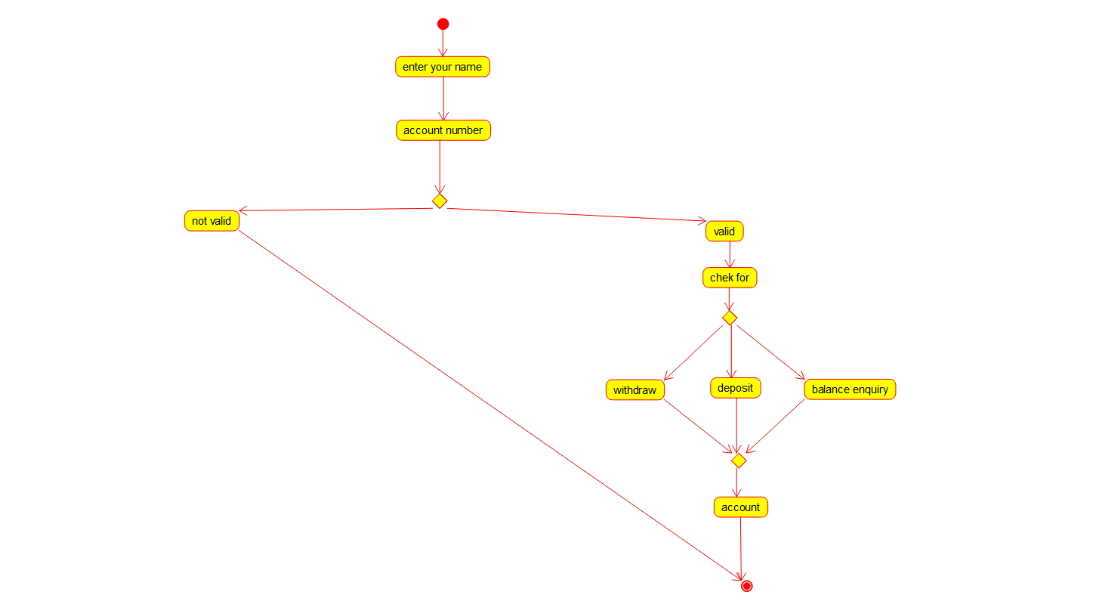 enter your name
account number
not valid
valid
chek for
withdraw
deposit
balance enquiry
account